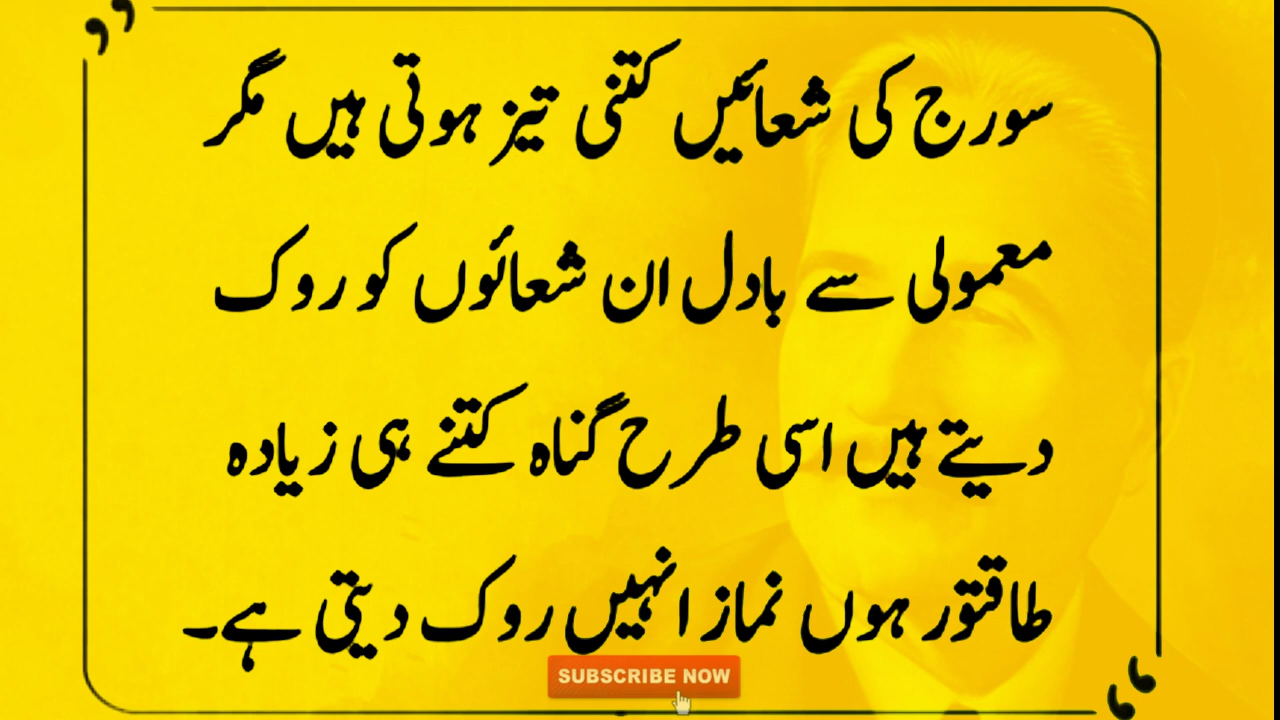 سورج کی شعائیں کتنی تیز ہوتی ہیں مگر
معمولی سے بادل ان شعائوں کو روک
دیتے ہیں اسی طرح گناہ کتنے ہی زیادہ
طاقتور ہوں نماز انہیں روک دیتی ہے۔
SUBSCRIBE NOW